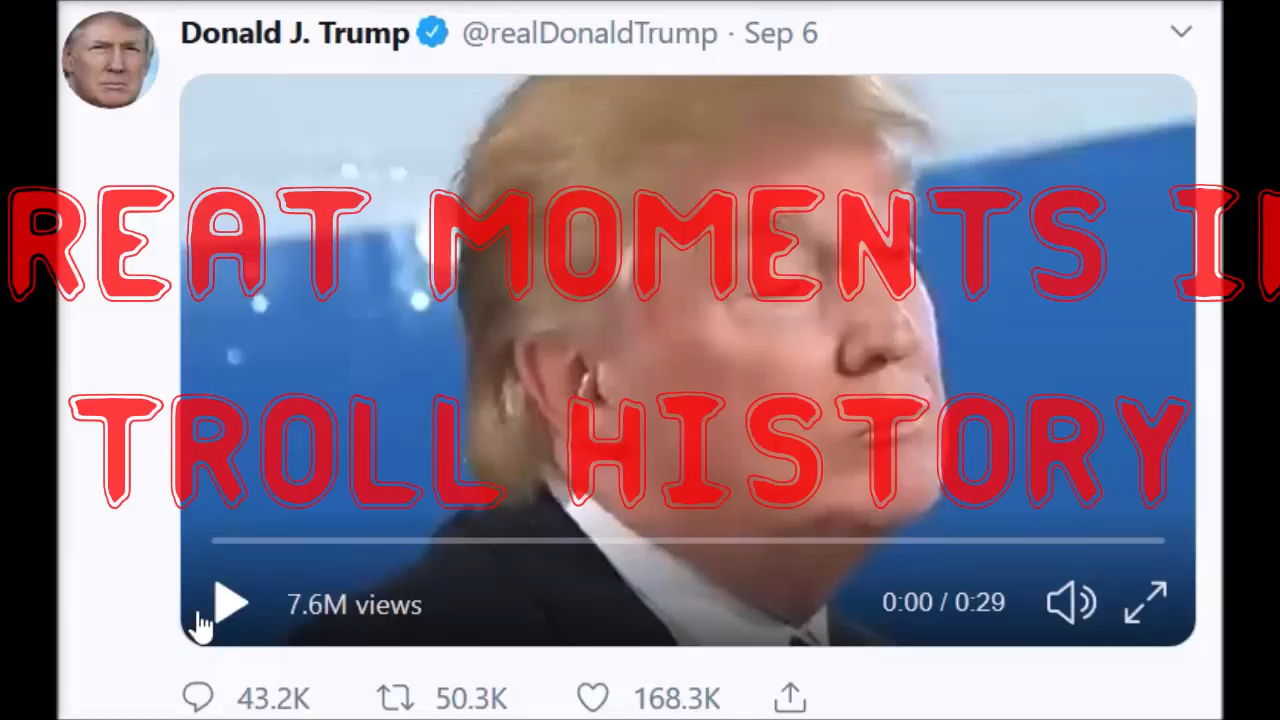 Donald J. Trump @realDonaldTrump · Sep 6
REAT MOMENTS I
TROLL HISTORY
7.6M views 0:00 / 0:29
43.2K 50.3K 168.3K